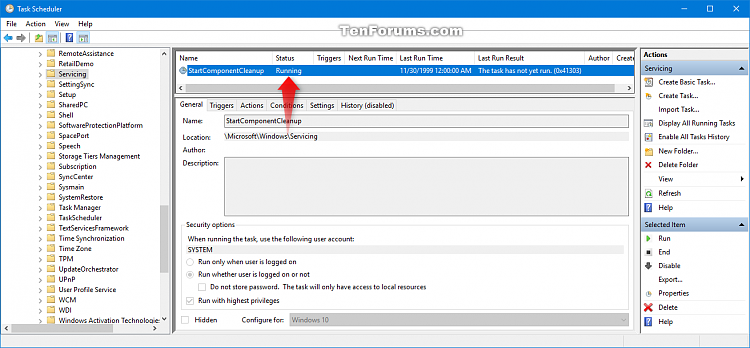 Task Scheduler
TenForums.com
File Action View Help
RemoteAssistance
RetailDemo
Servicing
SettingSync
Setup
SharedPC
Shell
SoftwareProtectionPlatform
SpacePort
Speech
Storage Tiers Management
Subscription
SyncCenter
Sysmain
SystemRestore
Task Manager
TaskScheduler
TextServicesFramework
Time Synchronization
Time Zone
TPM
UpdateOrchestrator
UPnP
User Profile Service
WCM
WDI
Windows Activation Technologies
Name Status Triggers Next Run Time Last Run Time Last Run Result Author Create
StartComponentCleanup Running 11/30/1999 12:00:00 AM The task has not yet run. (0x41303)
General Triggers Actions Conditions Settings History (disabled)
Name: StartComponentCleanup
Location: \Microsoft\Windows\Servicing
Author:
Description:
Security options
When running the task, use the following user account:
SYSTEM
Run only when user is logged on
Run whether user is logged on or not
Do not store password. The task will only have access to local resources
Run with highest privileges
Hidden Configure for: Windows 10
Actions
Servicing
Create Basic Task...
Create Task...
Import Task...
Display All Running Tasks
Enable All Tasks History
New Folder...
Delete Folder
View
Refresh
Help
Selected Item
Run
End
Disable
Export...
Properties
Delete
Help